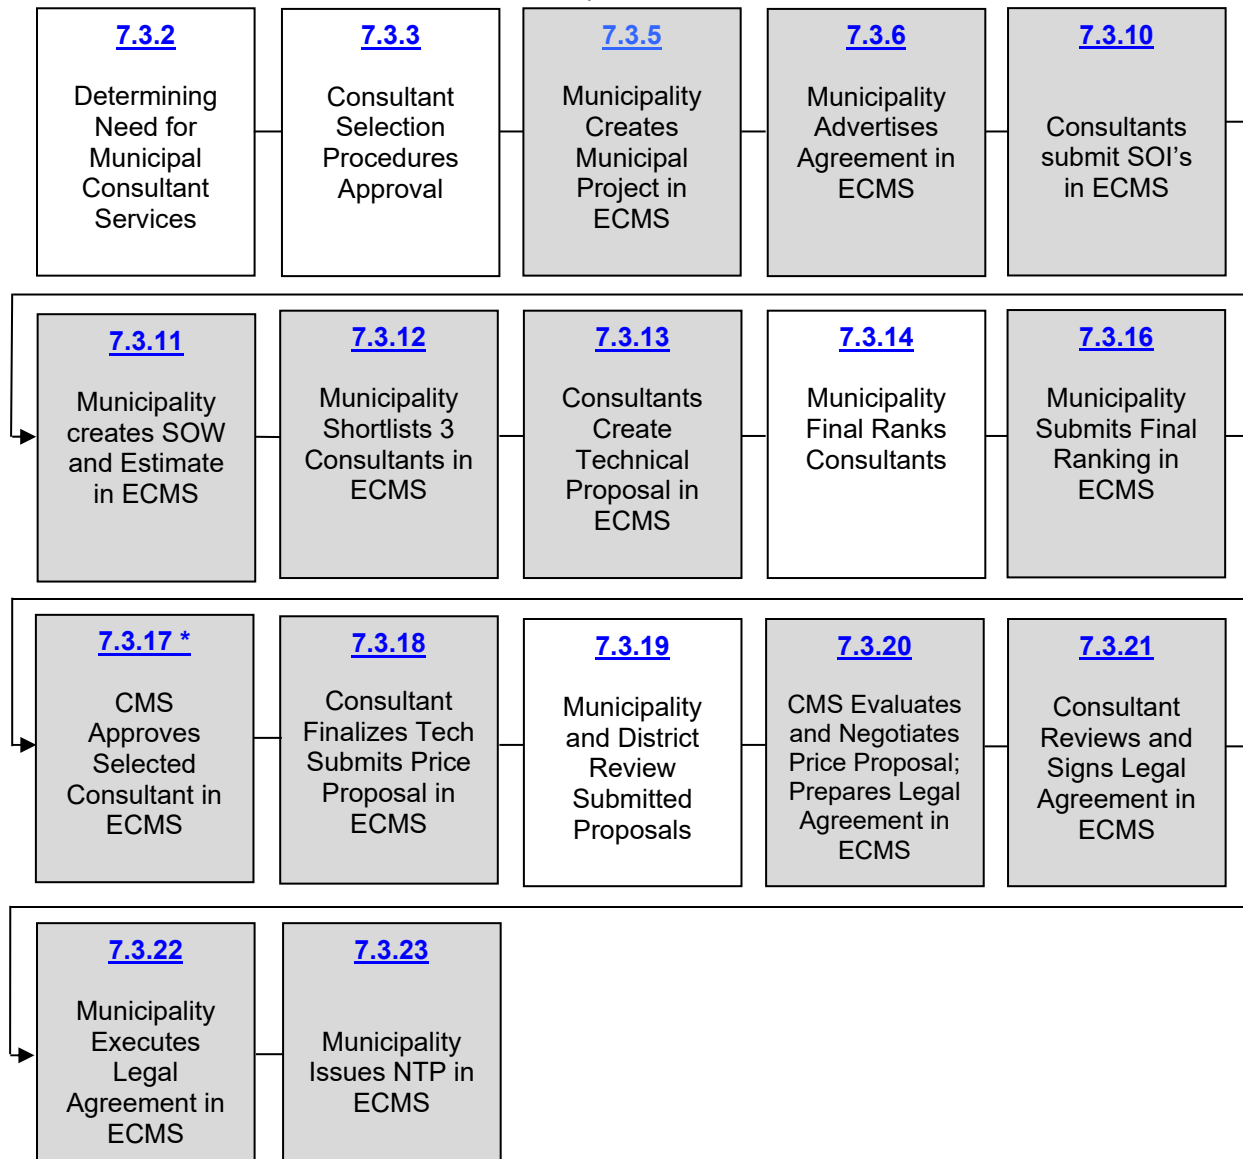 7.3.2
Determining
Need for
Municipal
Consultant
Services
7.3.3
Consultant
Selection
Procedures
Approval
7.3.5
Municipality
Creates
Municipal
Project in
ECMS
7.3.6
Municipality
Advertises
Agreement in
ECMS
7.3.10
Consultants
submit SOI’s
in ECMS
7.3.11
Municipality
creates SOW
and Estimate
in ECMS
7.3.12
Municipality
Shortlists 3
Consultants in
ECMS
7.3.13
Consultants
Create
Technical
Proposal in
ECMS
7.3.14
Municipality
Final Ranks
Consultants
7.3.16
Municipality
Submits Final
Ranking in
ECMS
7.3.17 *
CMS
Approves
Selected
Consultant in
ECMS
7.3.18
Consultant
Finalizes Tech
Submits Price
Proposal in
ECMS
7.3.19
Municipality
and District
Review
Submitted
Proposals
7.3.20
CMS Evaluates
and Negotiates
Price Proposal;
Prepares Legal
Agreement in
ECMS
7.3.21
Consultant
Reviews and
Signs Legal
Agreement in
ECMS
7.3.22
Municipality
Executes
Legal
Agreement in
ECMS
7.3.23
Municipality
Issues NTP in
ECMS